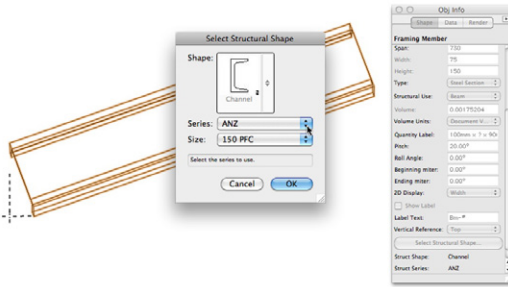 Select Structural Shape
Shape:
Channel
Series: ANZ
Size: 150 PFC
Select the series to use.
Cancel OK
Obj Info
Shape Data Render
Framing Member
Span: 730
Width 75
Height: 150
Type: Steel Section
Structural Use: Beam
Volume: 0.00175204
Volume Units: Document U...
Quantity Label: 100mm x ? x 90
Pitch: 20.00°
Roll Angle: 0.00°
Beginning miter: 0.00°
Ending miter: 0.00°
2D Display: Width
Show Label
Label Text:
Vertical Reference: Top
Select Structural Shape...
Struct Shape: Channel
Struct Series: ANZ